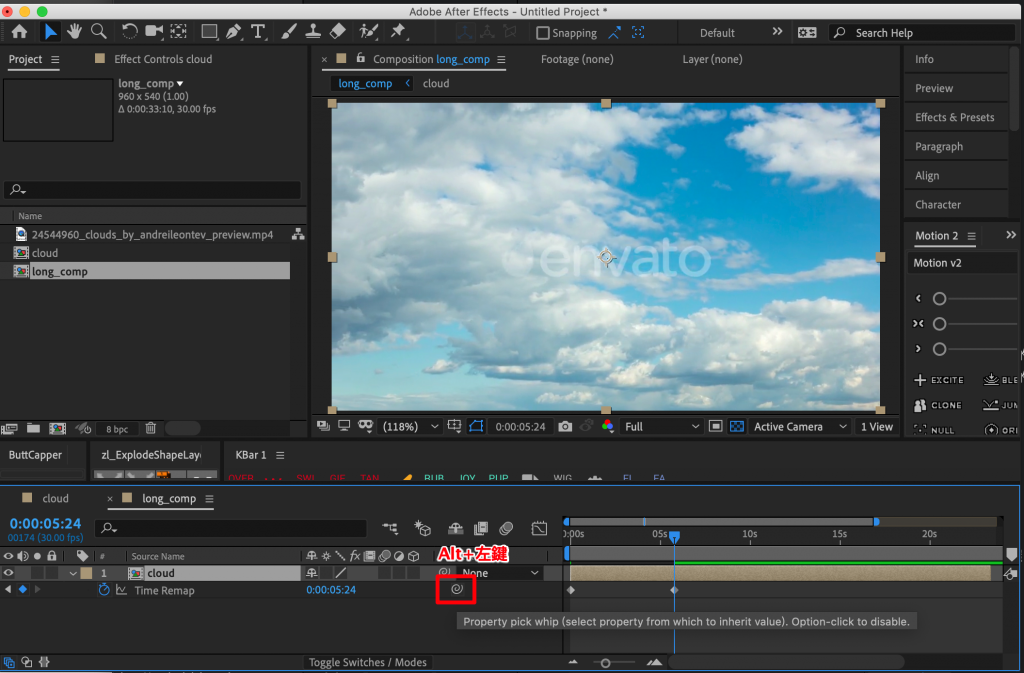 Adobe After Effects - Untitled Project *
Snapping
Default
Search Help
Project
Effect Controls cloud
Composition long_comp
Footage (none)
Layer (none)
Info
long_comp
960 x 540 (1.00)
Δ 0:00:33:10, 30.00 fps
long_comp
cloud
Preview
Effects & Presets
Paragraph
Align
Character
Name
24544960_clouds_by_andreileontev_preview.mp4
cloud
long_comp
envato
Motion 2
Motion v2
EXCITE
BLE
CLONE
JUM
NULL
ORI
8 bpc
(118%)
0:00:05:24
Full
Active Camera
1 View
ButtCapper
zl_ExplodeShapeLay
KBar 1
OVER
SWI
GIF
TAN
BUB
JOY
PUP
WIG
EL
FA
cloud
long_comp
0:00:05:24
00174 (30.00 fps)
0:00s
05s
10s
15s
20s
#
Source Name
Alt+左鍵
1
cloud
None
Time Remap
0:00:05:24
Property pick whip (select property from which to inherit value). Option-click to disable.
Toggle Switches / Modes